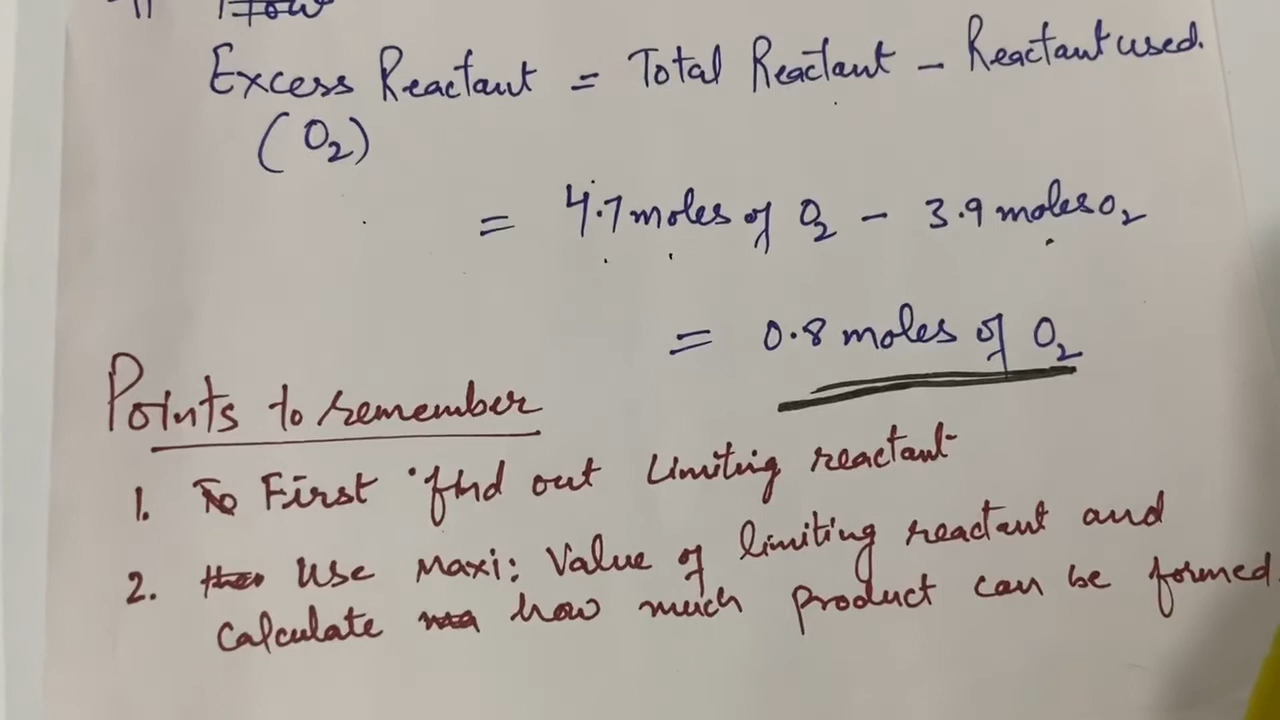 Excess Reactant = Total Reactant - Reactant used.
(O₂)
= 4.7 moles of O₂ - 3.9 moles O₂
= 0.8 moles of O₂
Points to remember
1. First find out Limiting reactant
2. Use Maxi: Value of limiting reactant and
Calculate how much product can be formed.